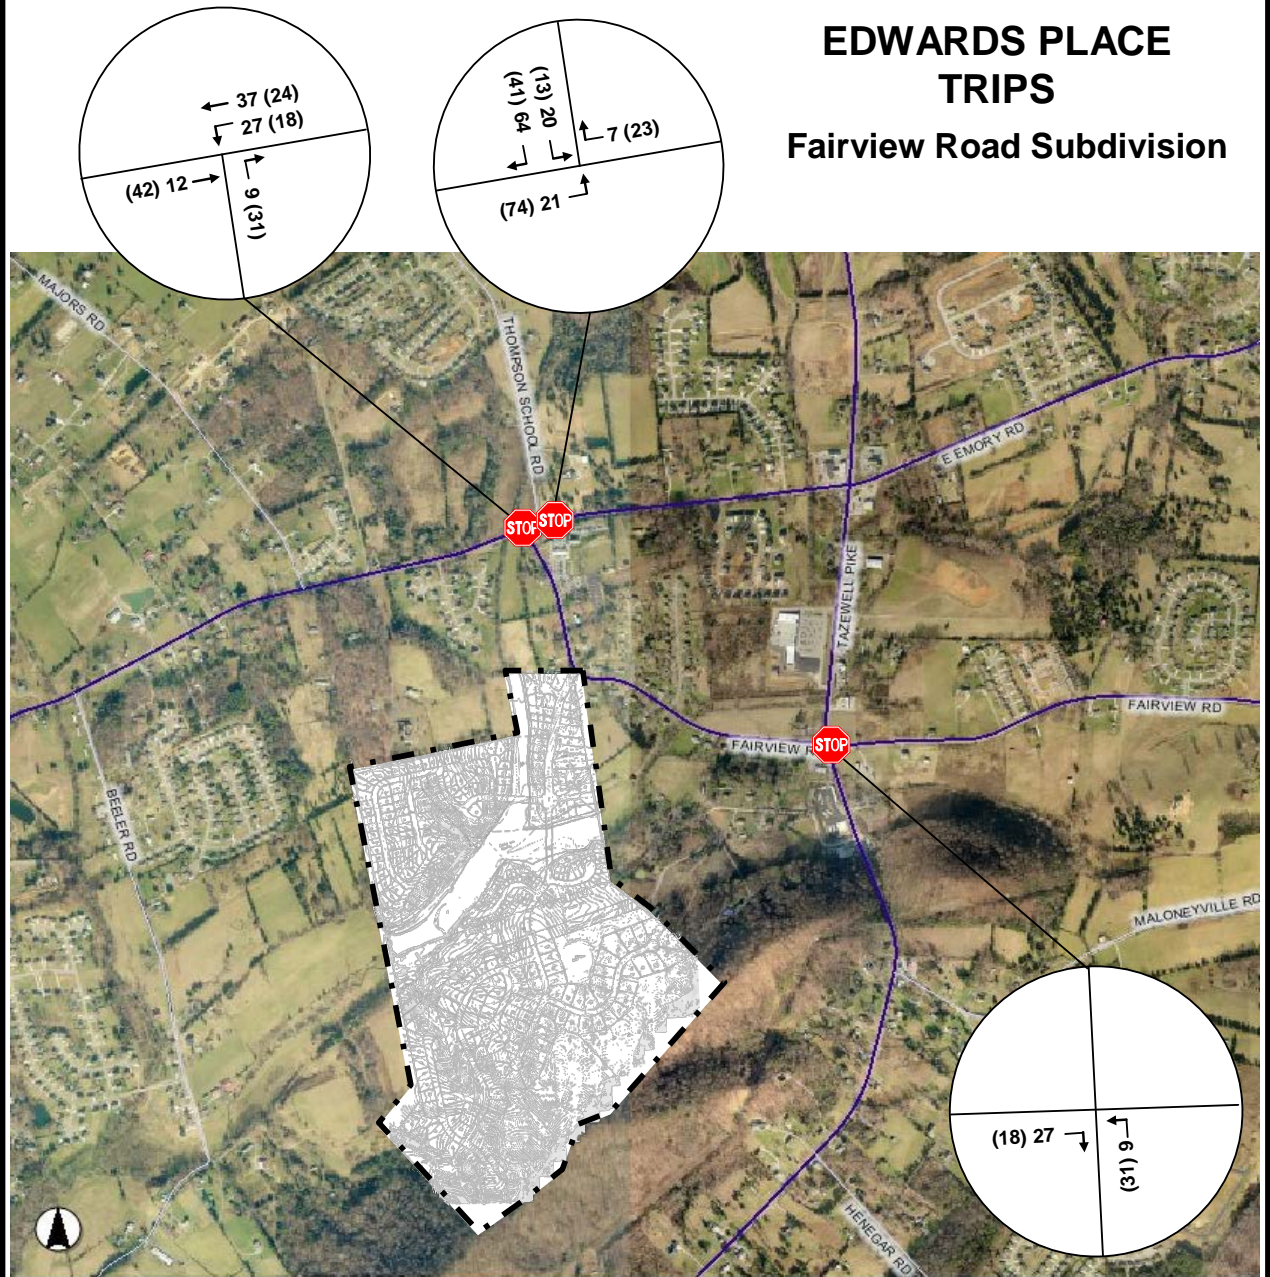 EDWARDS PLACE
TRIPS
Fairview Road Subdivision
37 (24)
27 (18)
(42) 12
9 (31)
(41) 64
(13) 20
7 (23)
(74) 21
MAJORS RD
THOMPSON SCHOOL RD
E EMORY RD
STOP
STOP
TAZEWELL PIKE
FAIRVIEW RD
FAIRVIEW R
STOP
BEELER RD
MALONEYVILLE RD
(18) 27
(31) 9
HENEGAR RD